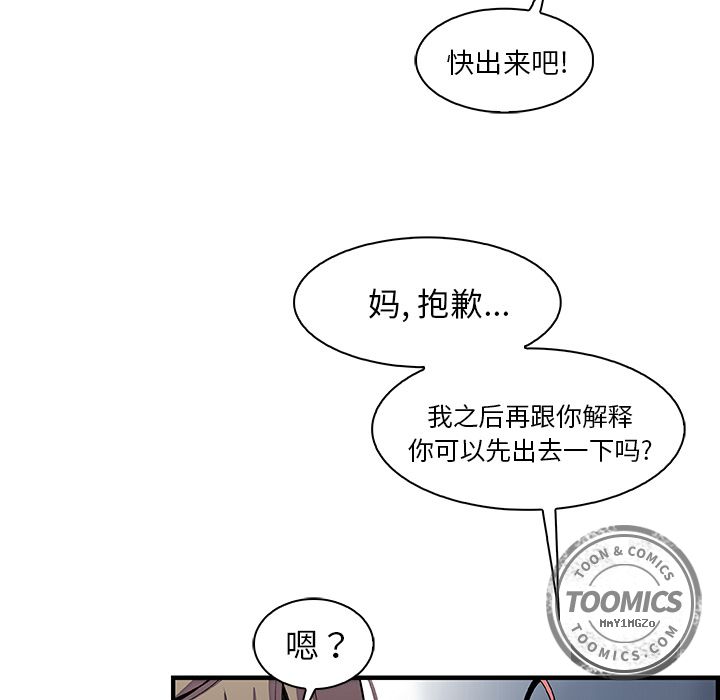 快出来吧!
妈, 抱歉...
我之后再跟你解释
你可以先出去一下吗?
TOON & COMICS
TOOMICS
MmY1MGZo
TOOMICS.COM
嗯？